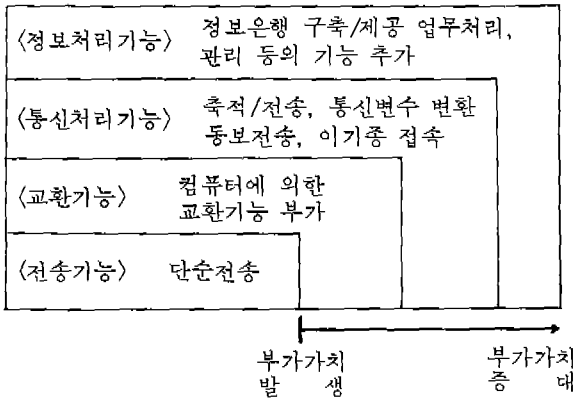 〈정보처리기능〉 정보은행 구축/제공 업무처리,
관리 등의 기능 추가
〈통신처리기능〉 축적/전송, 통신변수 변환
동보전송, 이기종 접속
〈교환기능〉 컴퓨터에 의한
교환기능 부가
〈전송기능〉 단순전송
부가가치 부가가치
발 생 증 대